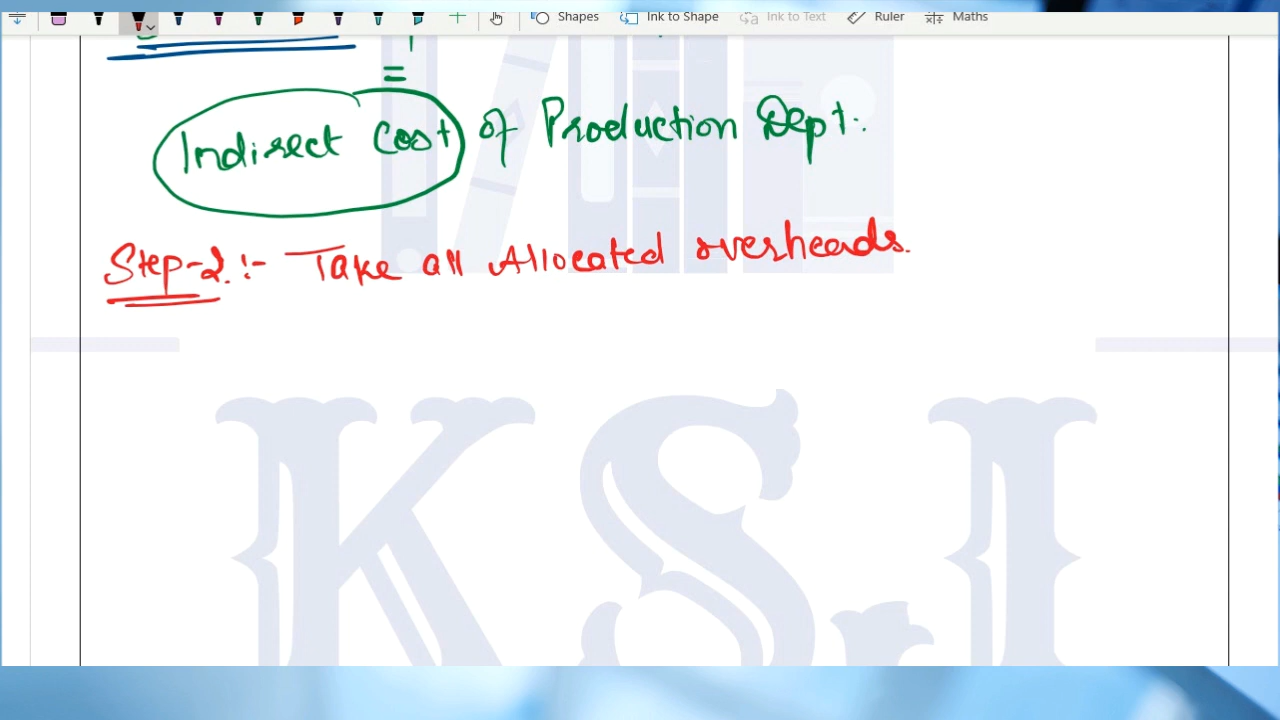 Shapes Ink to Shape Ink to Text Ruler Maths
=
Indirect Cost of Production Dept.
Step-2 :- Take all Allocated overheads.
KSJ